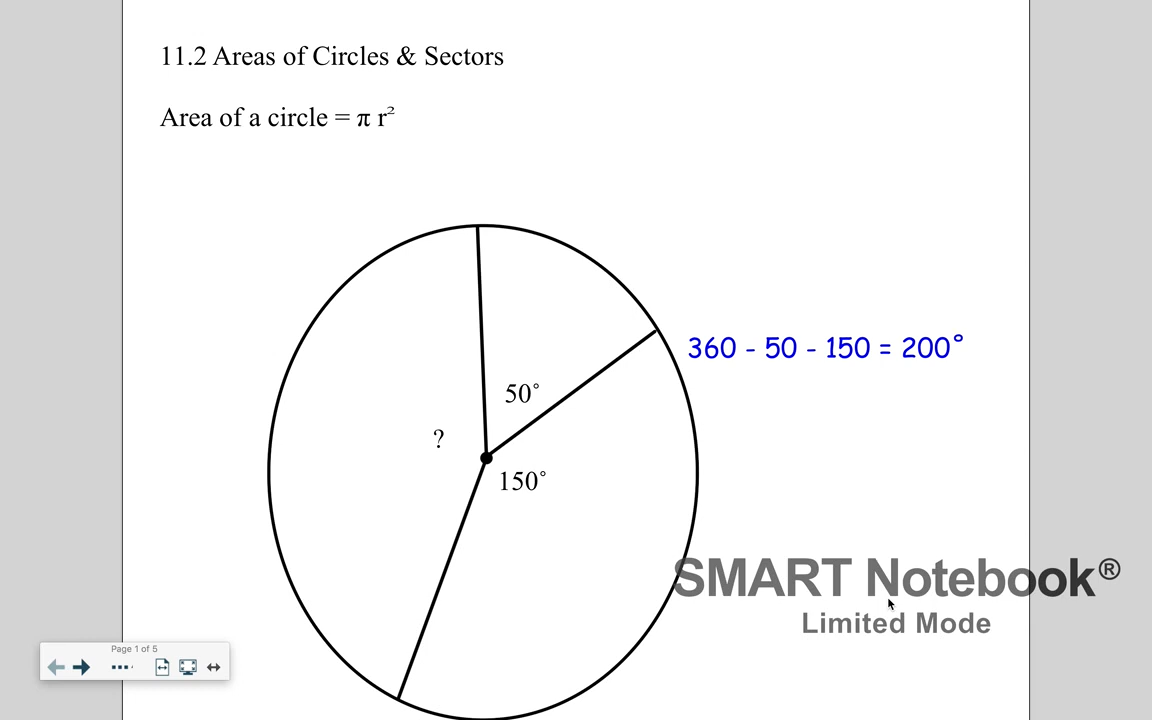 11.2 Areas of Circles & Sectors
Area of a circle = π r²
360 - 50 - 150 = 200°
50°
?
150°
SMART Notebook®
Limited Mode
Page 1 of 5